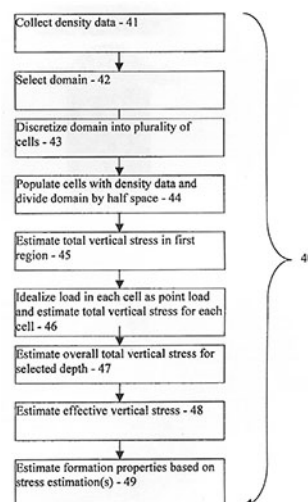 Collect density data - 41
Select domain - 42
Discretize domain into plurality of
cells - 43
Populate cells with density data and
divide domain by half space - 44
Estimate total vertical stress in first
region - 45
Idealize load in each cell as point load
and estimate total vertical stress for each
cell - 46
Estimate overall total vertical stress for
selected depth - 47
Estimate effective vertical stress - 48
Estimate formation properties based on
stress estimation(s) - 49